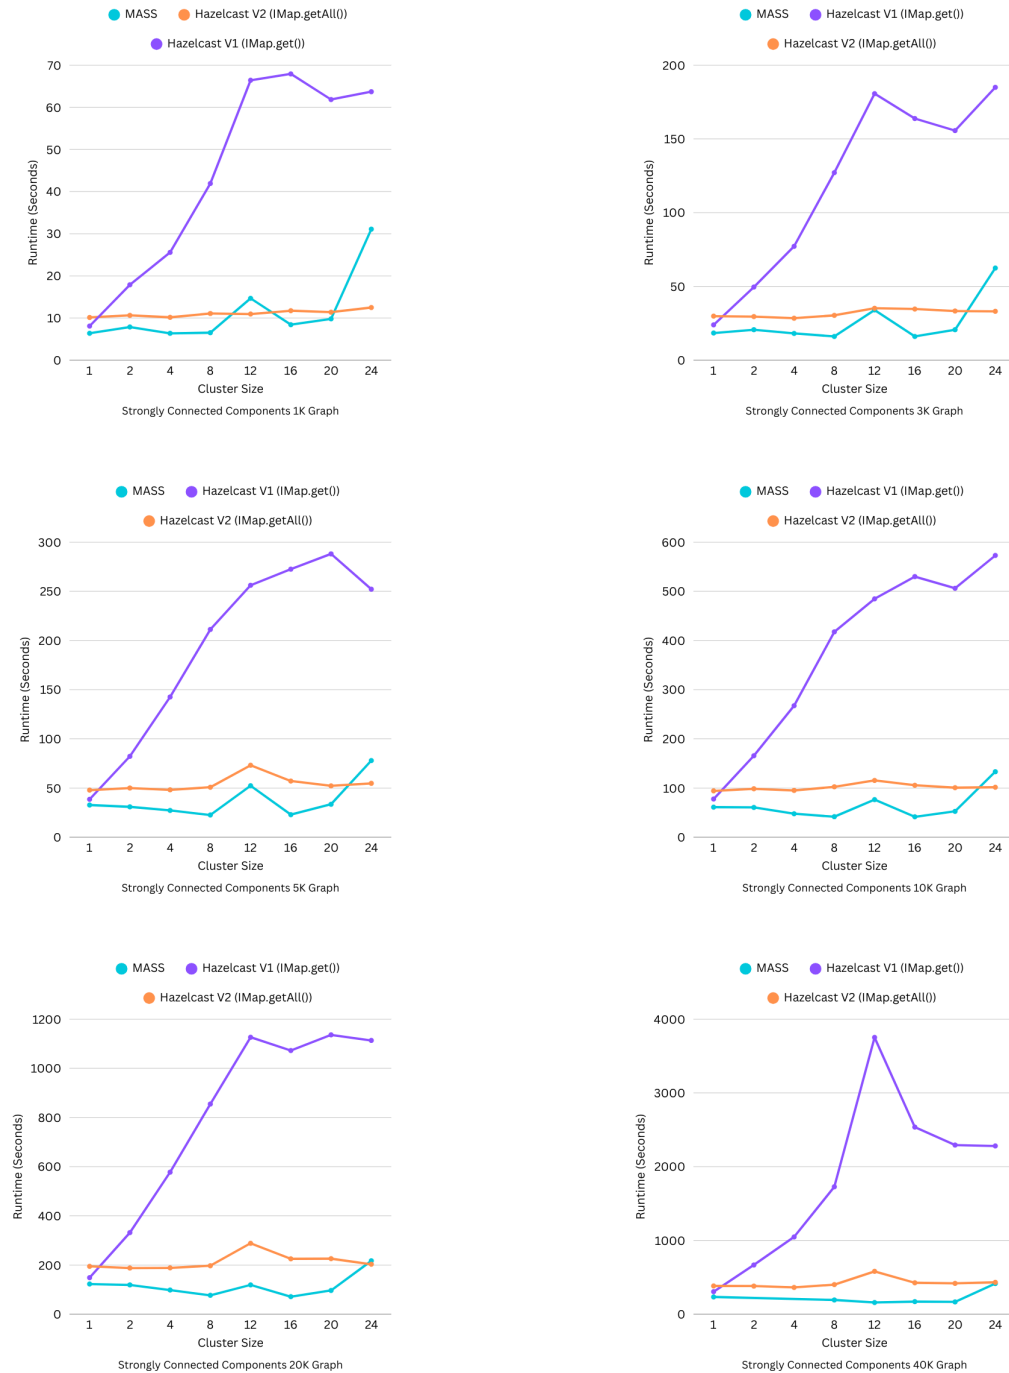 MASS Hazelcast V2 (IMap.getAll())
Hazelcast V1 (IMap.get())
70
60
50
40
30
20
10
0
Runtime (Seconds)
1 2 4 8 12 16 20 24
Cluster Size
Strongly Connected Components 1K Graph
MASS Hazelcast V1 (IMap.get())
Hazelcast V2 (IMap.getAll())
200
150
100
50
0
Runtime (Seconds)
1 2 4 8 12 16 20 24
Cluster Size
Strongly Connected Components 3K Graph
MASS Hazelcast V1 (IMap.get())
Hazelcast V2 (IMap.getAll())
300
250
200
150
100
50
0
Runtime (Seconds)
1 2 4 8 12 16 20 24
Cluster Size
Strongly Connected Components 5K Graph
MASS Hazelcast V1 (IMap.get())
Hazelcast V2 (IMap.getAll())
600
500
400
300
200
100
0
Runtime (Seconds)
1 2 4 8 12 16 20 24
Cluster Size
Strongly Connected Components 10K Graph
MASS Hazelcast V1 (IMap.get())
Hazelcast V2 (IMap.getAll())
1200
1000
800
600
400
200
0
Runtime (Seconds)
1 2 4 8 12 16 20 24
Cluster Size
Strongly Connected Components 20K Graph
MASS Hazelcast V1 (IMap.get())
Hazelcast V2 (IMap.getAll())
4000
3000
2000
1000
0
Runtime (Seconds)
1 2 4 8 12 16 20 24
Cluster Size
Strongly Connected Components 40K Graph